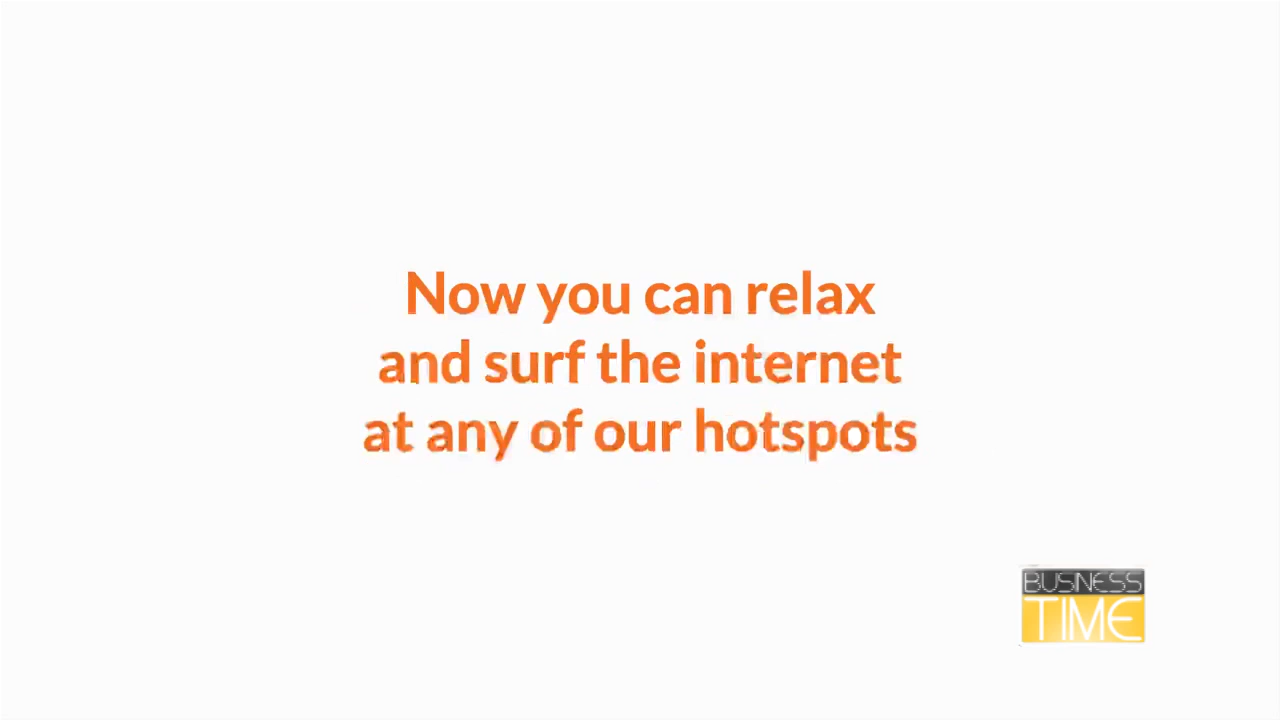 Now you can relax
and surf the internet
at any of our hotspots
BUSINESS
TIME